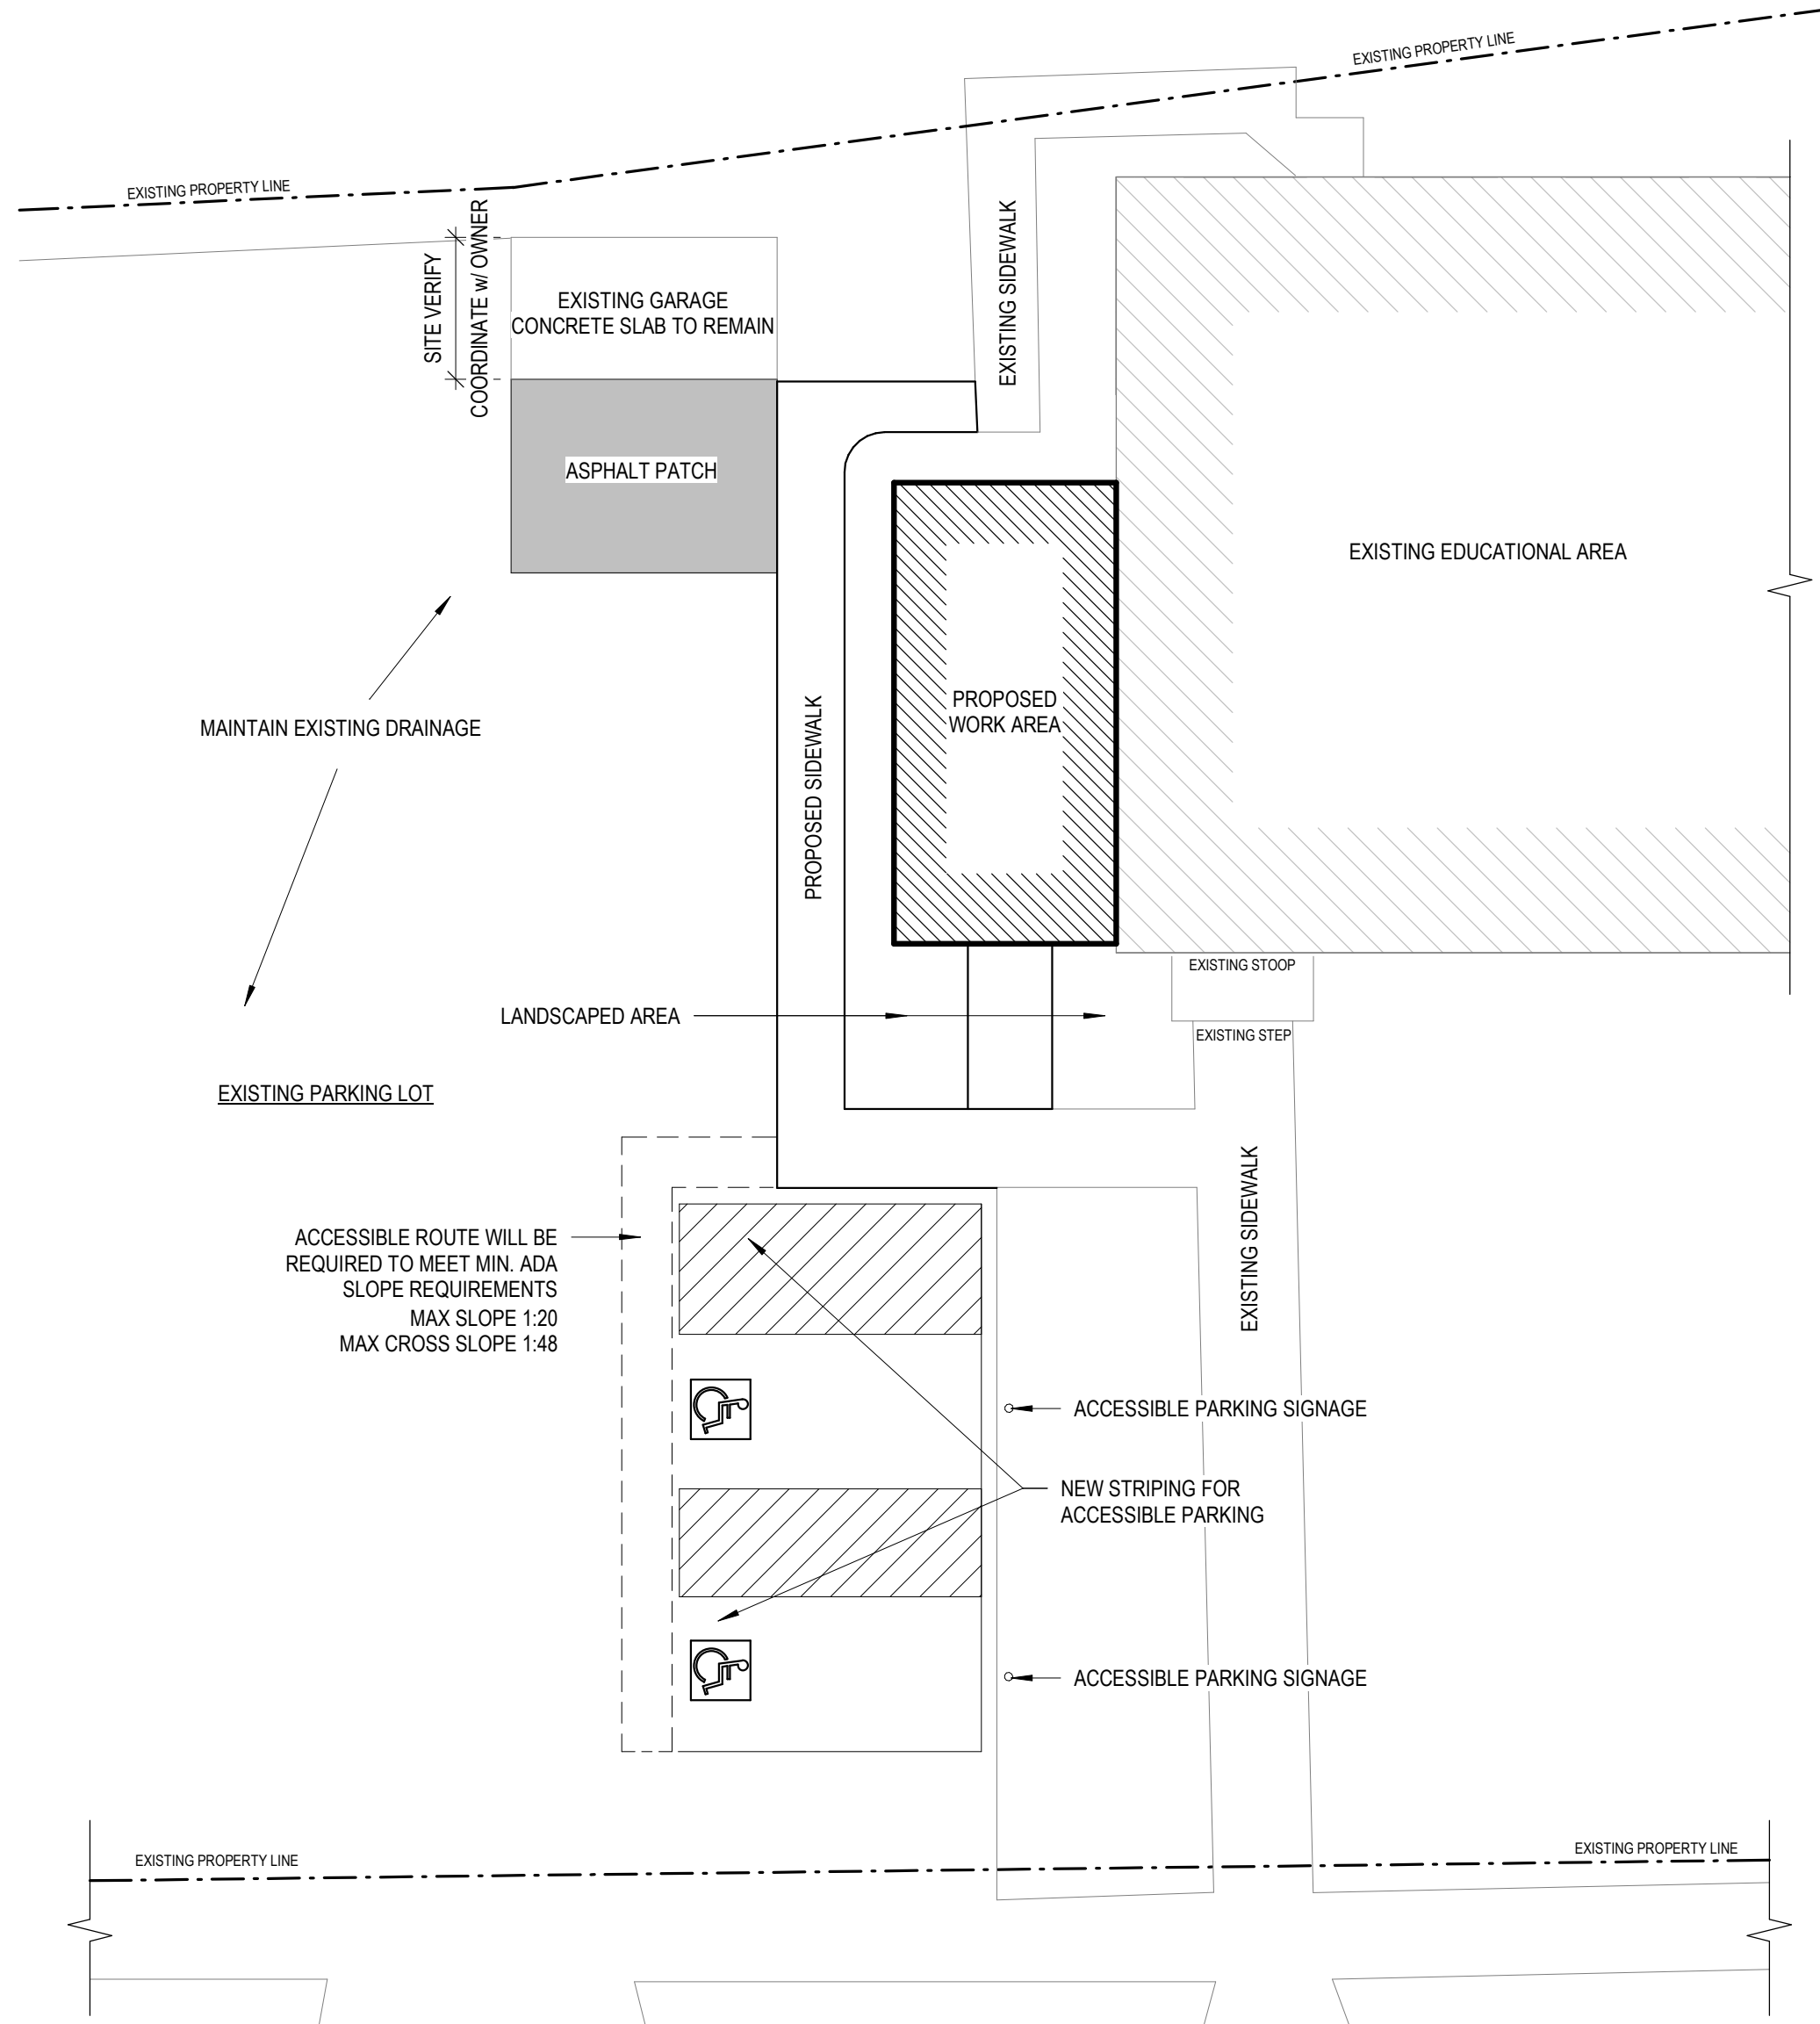 EXISTING PROPERTY LINE
EXISTING PROPERTY LINE
SITE VERIFY
COORDINATE w/ OWNER
EXISTING GARAGE
CONCRETE SLAB TO REMAIN
EXISTING SIDEWALK
ASPHALT PATCH
EXISTING EDUCATIONAL AREA
PROPOSED
WORK AREA
MAINTAIN EXISTING DRAINAGE
PROPOSED SIDEWALK
EXISTING STOOP
LANDSCAPED AREA
EXISTING STEP
EXISTING PARKING LOT
EXISTING SIDEWALK
ACCESSIBLE ROUTE WILL BE
REQUIRED TO MEET MIN. ADA
SLOPE REQUIREMENTS
MAX SLOPE 1:20
MAX CROSS SLOPE 1:48
ACCESSIBLE PARKING SIGNAGE
NEW STRIPING FOR
ACCESSIBLE PARKING
ACCESSIBLE PARKING SIGNAGE
EXISTING PROPERTY LINE
EXISTING PROPERTY LINE